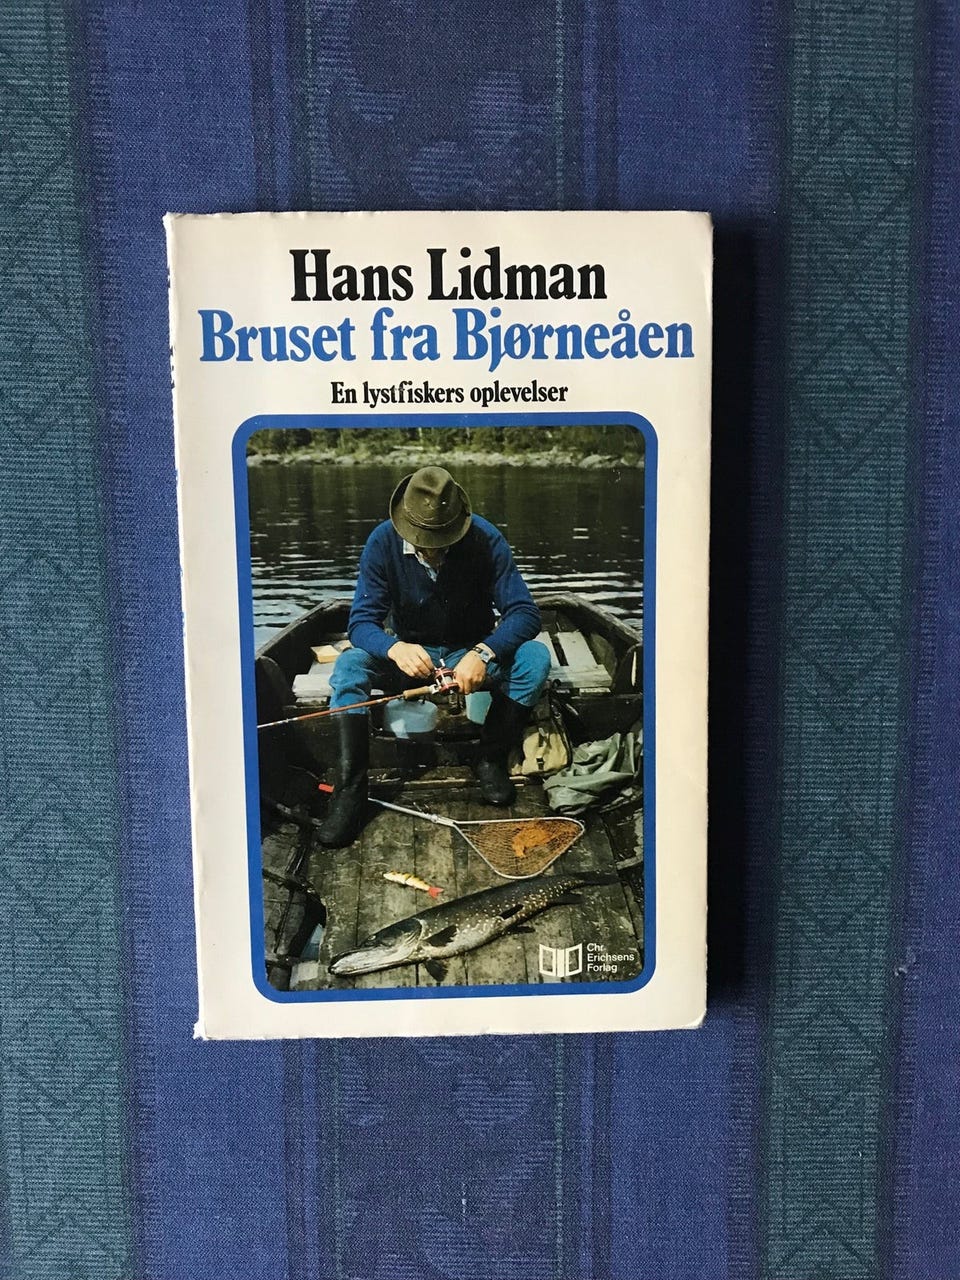 Hans Lidman
Bruset fra Bjørneåen
En lystfiskers oplevelser
Chr.
Erichsens
Forlag